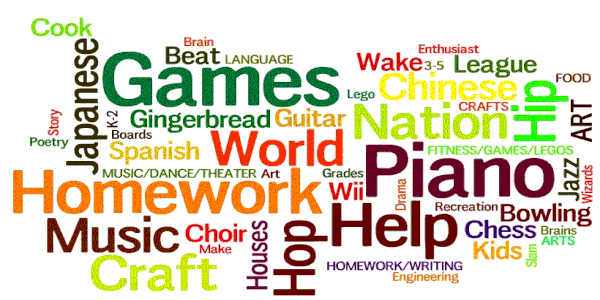 Cook
Japanese
Brain
Beat
LANGUAGE
Games
Wake
Enthusiast
3-5
League
FOOD
Lego
Chinese
CRAFTS
Hip
ART
Story
K-2
Poetry
Boards
Gingerbread
Guitar
Nation
Spanish
World
FITNESS/GAMES/LEGOS
MUSIC/DANCE/THEATER
Art
Grades
Piano
Jazz
Wizards
Homework
Wii
Drama
Recreation
Bowling
Music
Choir
Make
Houses
Hop
Help
Chess
Brains
ARTS
Kids
Slam
Craft
HOMEWORK/WRITING
Engineering